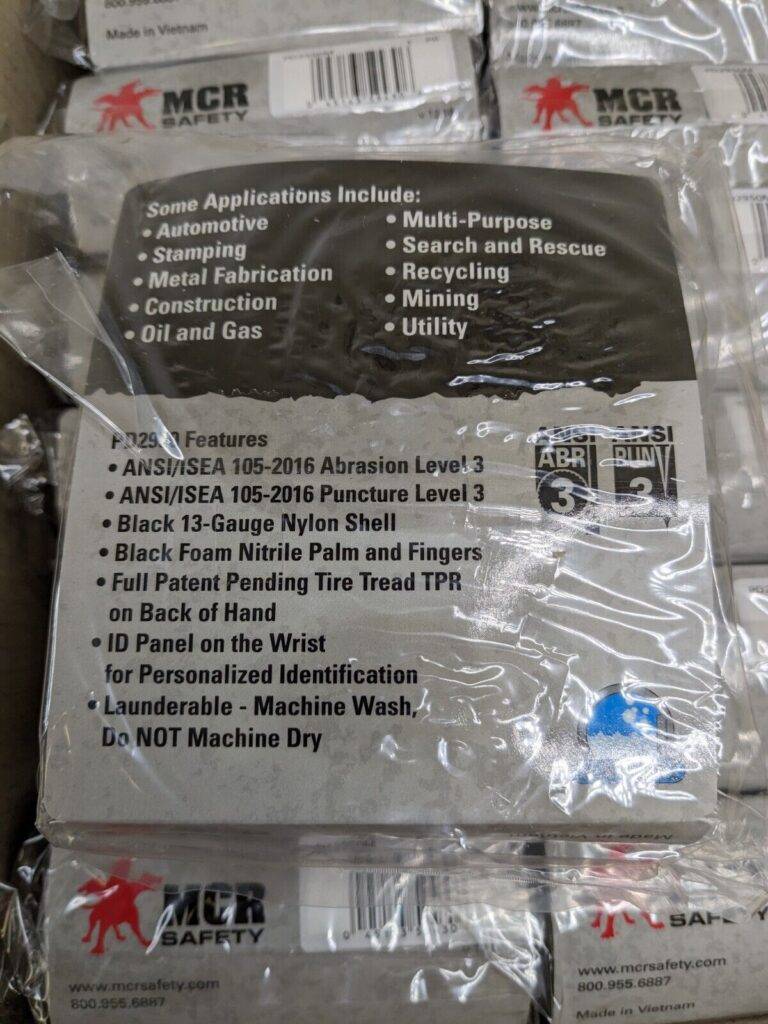 Made in Vietnam
MCR
SAFETY
MCR
SAFETY
Some Applications Include:
• Automotive
• Stamping
• Metal Fabrication
• Construction
• Oil and Gas
• Multi-Purpose
• Search and Rescue
• Recycling
• Mining
• Utility
Features
• ANSI/ISEA 105-2016 Abrasion Level 3
• ANSI/ISEA 105-2016 Puncture Level 3
• Black 13-Gauge Nylon Shell
• Black Foam Nitrile Palm and Fingers
• Full Patent Pending Tire Tread TPR
on Back of Hand
• ID Panel on the Wrist
for Personalized Identification
• Launderable - Machine Wash,
Do NOT Machine Dry
ANSI ANSI
ABR PUN
3 3
Made in Vietnam
MCR
SAFETY
www.mcrsafety.com
800.955.6887
SAFETY
www.mcrsafety.com
800.955.6887
Made in Vietnam